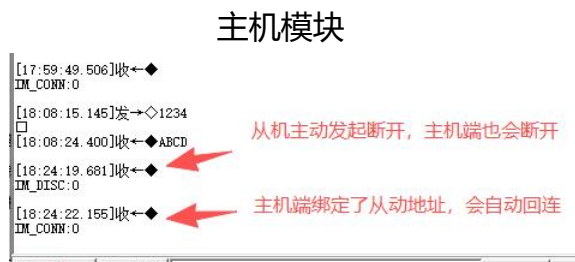 主机模块
[17:59:49.506]收←◆
IM_CONN:0
[18:08:15.145]发→◇1234
□
[18:08:24.400]收←◆ABCD
从机主动发起断开，主机端也会断开
[18:24:19.681]收←◆
IM_DISC:0
主机端绑定了从动地址，会自动回连
[18:24:22.155]收←◆
IM_CONN:0